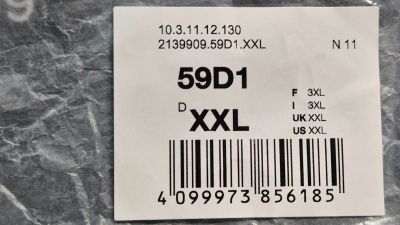 10.3.11.12.130
2139909.59D1.XXL N 11
59D1
D XXL
F 3XL
I 3XL
UK XXL
US XXL
4 099973 856185